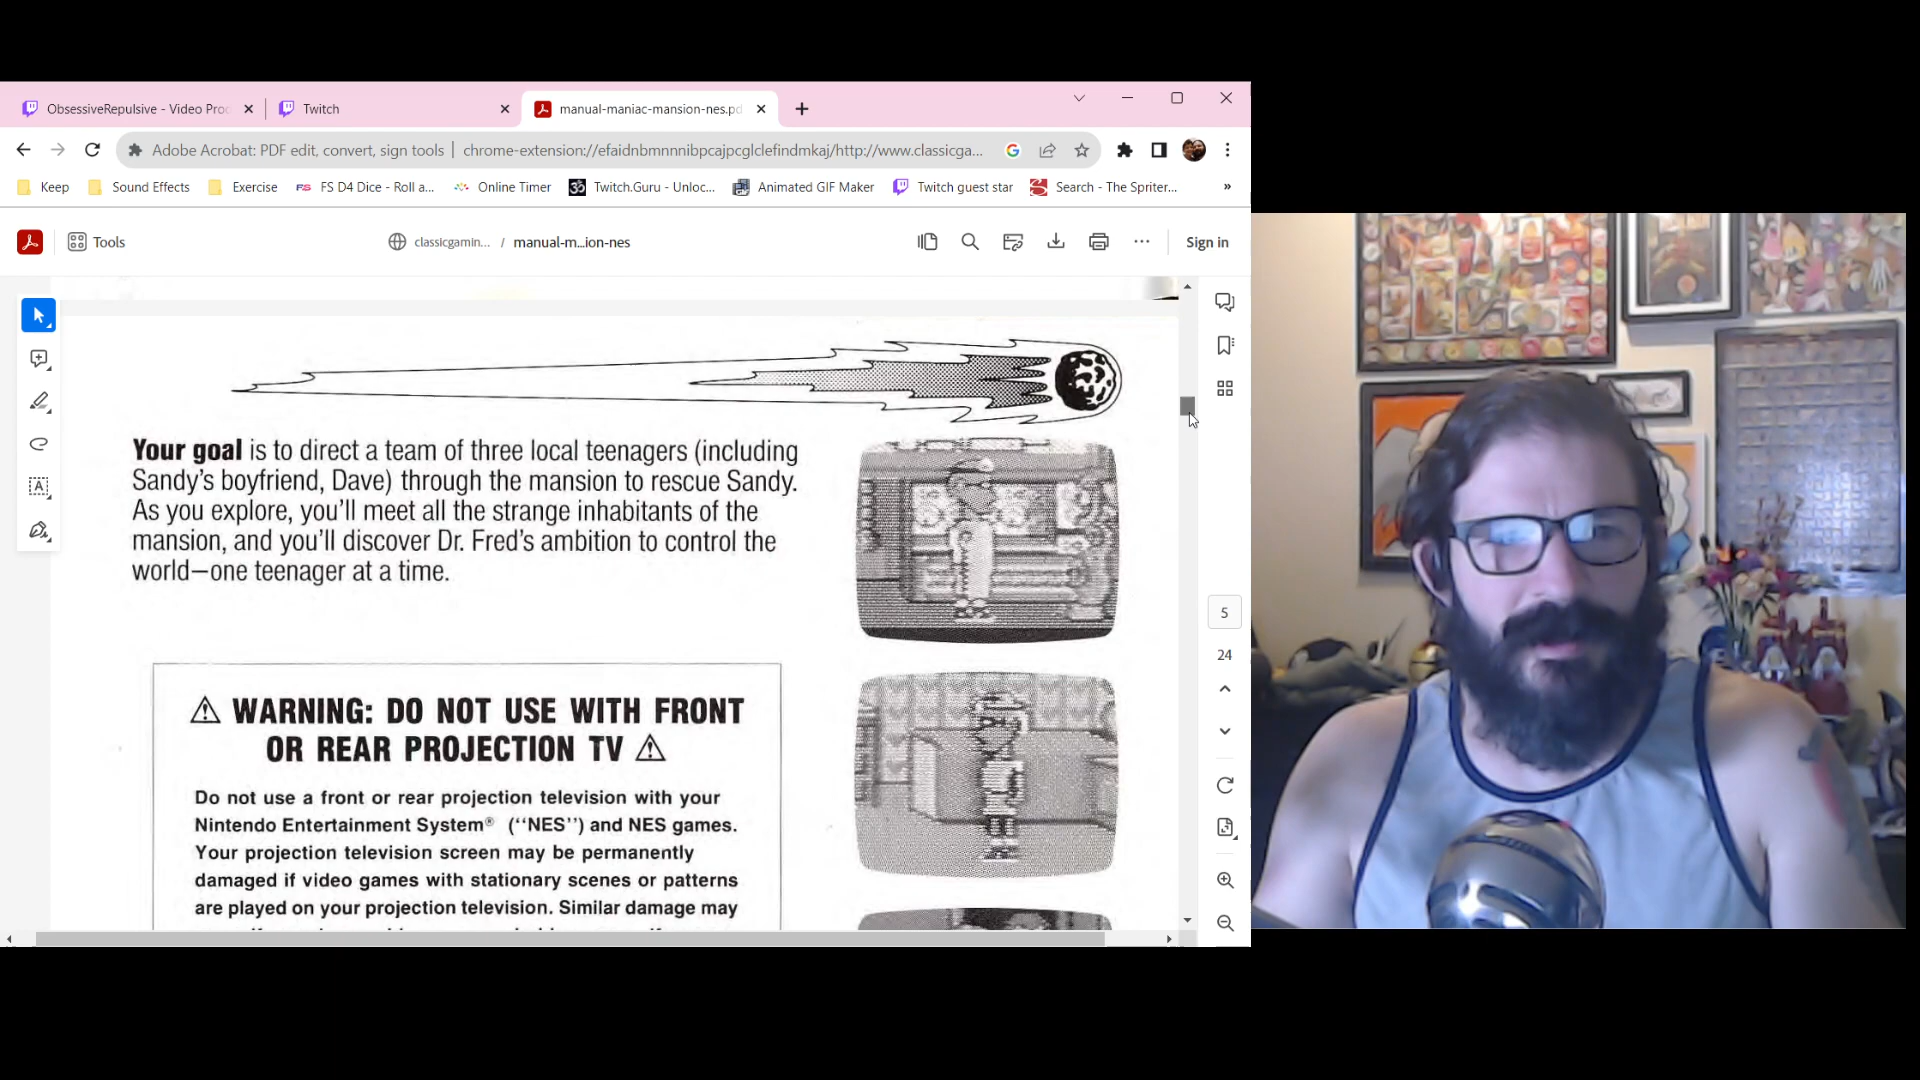 ObsessiveRepulsive - Video Proc
Twitch
manual-maniac-mansion-nes.pd
Adobe Acrobat: PDF edit, convert, sign tools | chrome-extension://efaidnbmnnnibpcajpcglclefindmkaj/http://www.classicga...
Keep
Sound Effects
Exercise
FS D4 Dice - Roll a...
Online Timer
Twitch.Guru - Unloc...
Animated GIF Maker
Twitch guest star
Search - The Spriter...
»
Tools
classicgamin... / manual-m...ion-nes
Sign in
Your goal is to direct a team of three local teenagers (including
Sandy's boyfriend, Dave) through the mansion to rescue Sandy.
As you explore, you'll meet all the strange inhabitants of the
mansion, and you'll discover Dr. Fred's ambition to control the
world—one teenager at a time.
WARNING: DO NOT USE WITH FRONT
OR REAR PROJECTION TV
Do not use a front or rear projection television with your
Nintendo Entertainment System® (''NES'') and NES games.
Your projection television screen may be permanently
damaged if video games with stationary scenes or patterns
are played on your projection television. Similar damage may
5
24